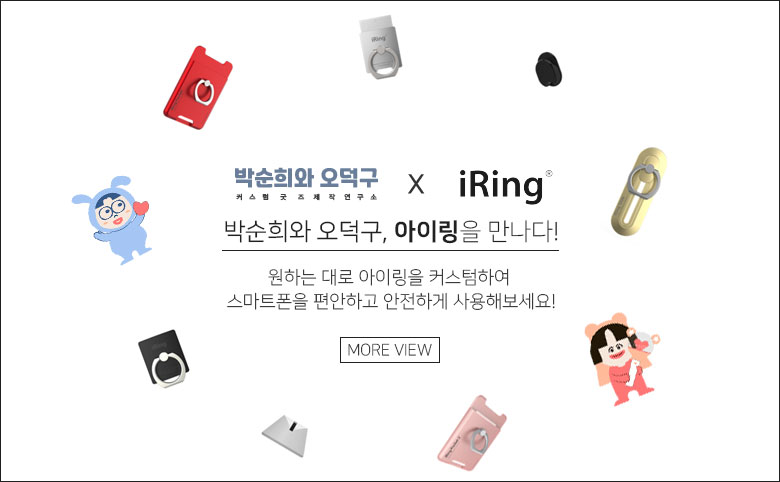 iRing
박순희와 오덕구 X iRing®
커스텀굿즈제작연구소
박순희와 오덕구, 아이링을 만나다!
원하는 대로 아이링을 커스텀하여
스마트폰을 편안하고 안전하게 사용해보세요!
MORE VIEW
iRing